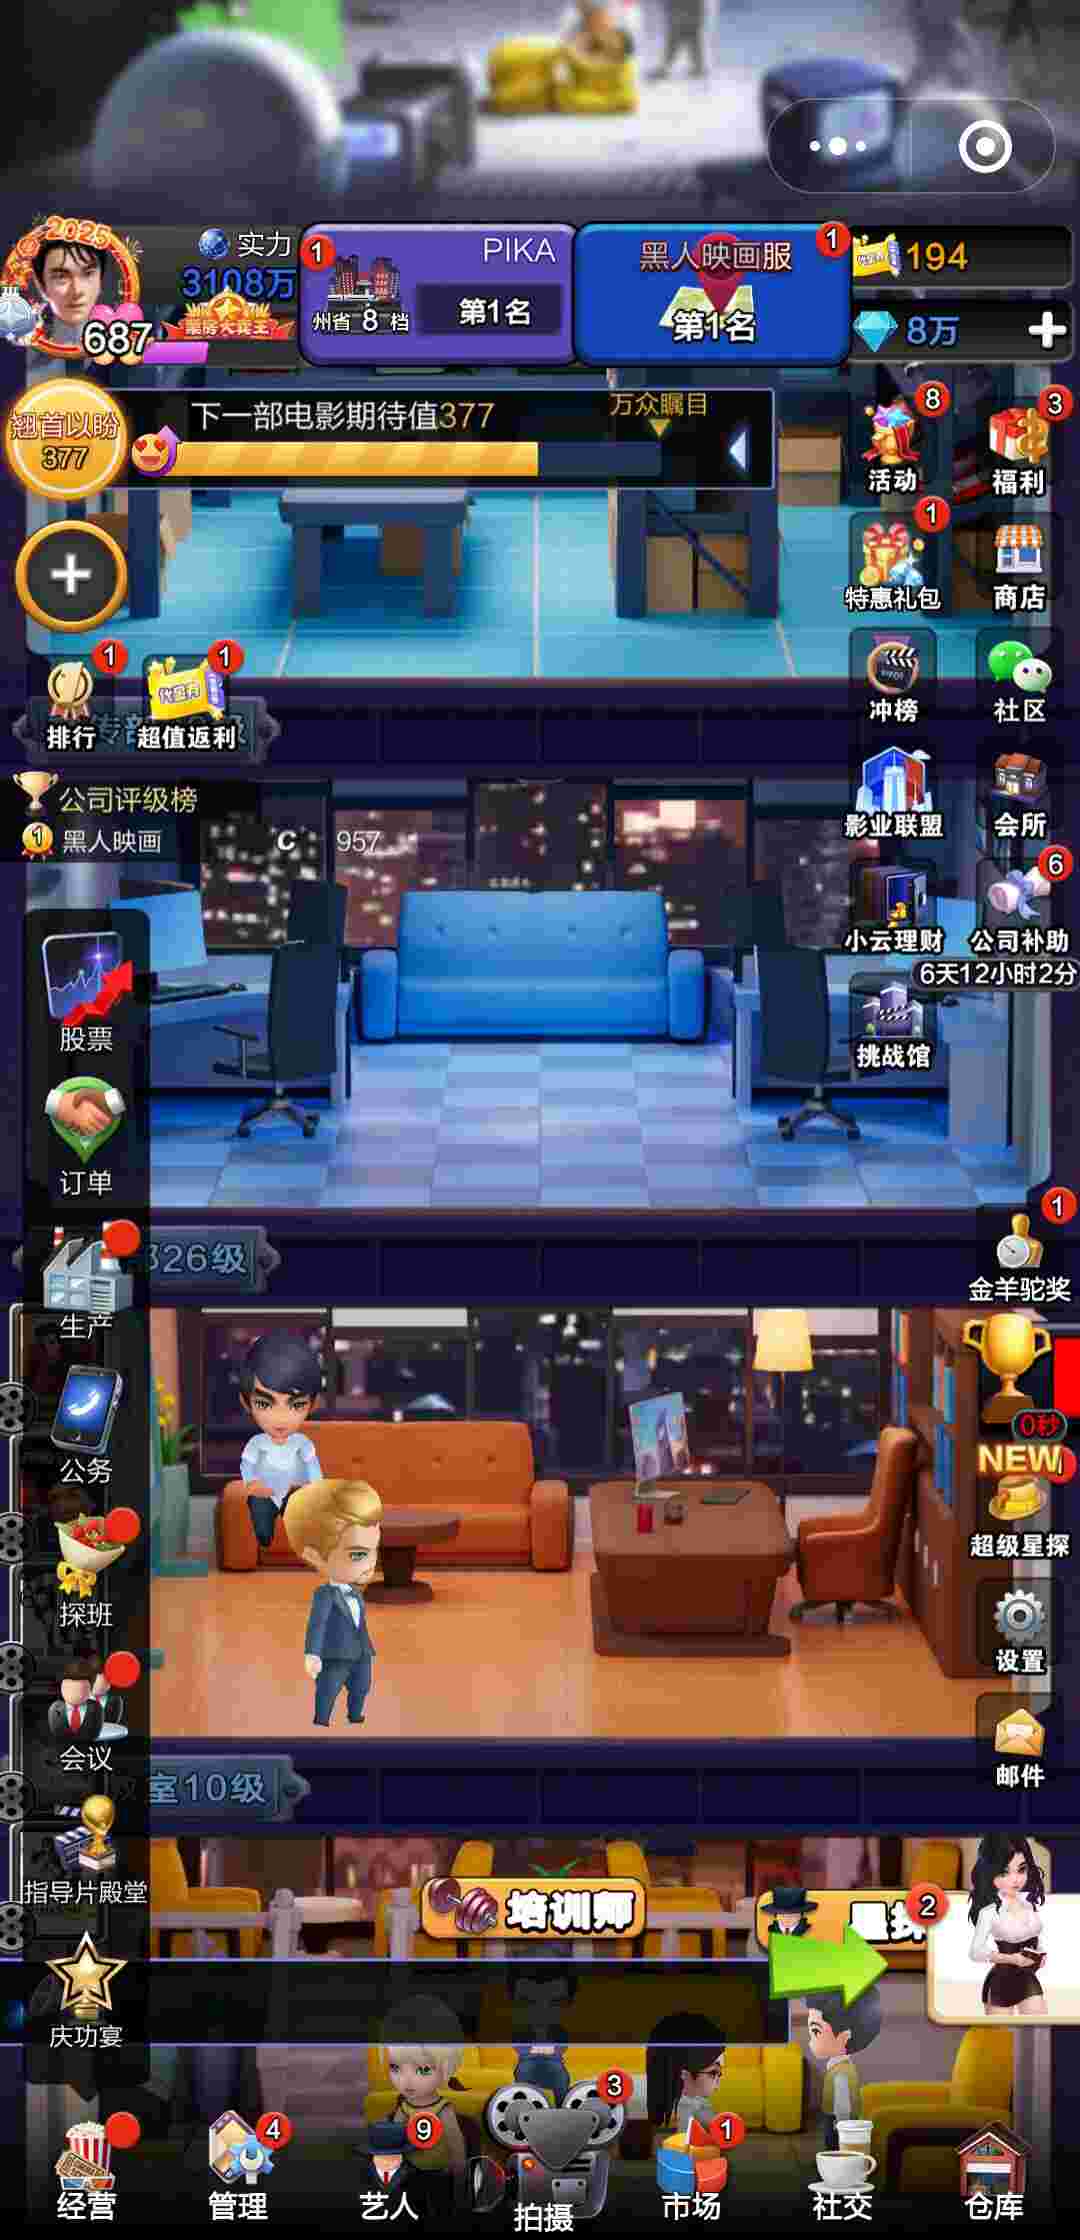 2025
687
实力
3108万
1
PIKA
州省 8 档
第1名
黑人映画服
第1名
1
代金券
194
8万
翘首以盼
377
下一部电影期待值377
万众瞩目
8
活动
3
福利
1
特惠礼包
商店
1
排行
1
代金券
超值返利
冲榜
社区
公司评级榜
1
黑人映画
C
957
影业联盟
会所
小云理财
6
公司补助
6天12小时2分
挑战馆
股票
订单
326级
生产
1
金羊驼奖
公务
0秒
NEW
超级星探
探班
设置
会议
邮件
室10级
指导片殿堂
培训师
2
庆功宴
经营
4
管理
9
艺人
3
拍摄
1
市场
社交
仓库